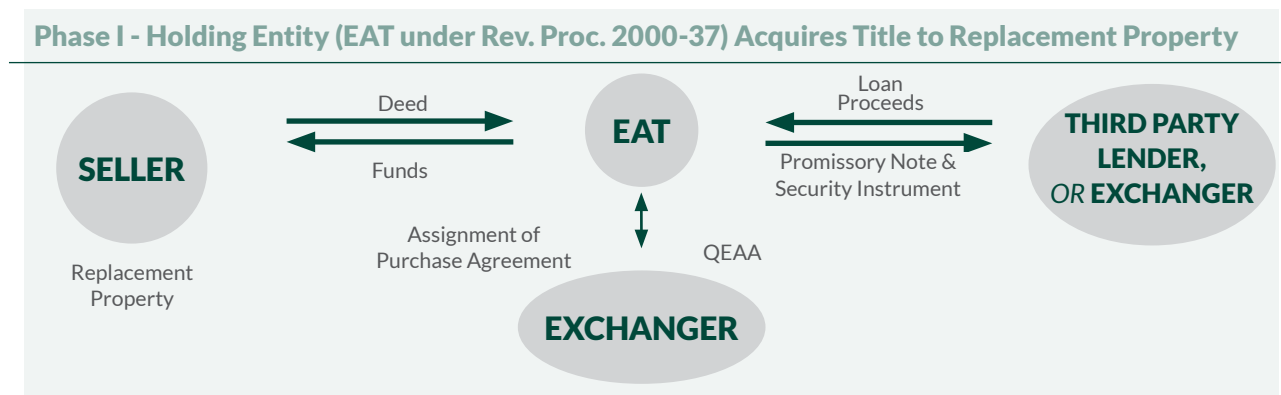 Phase I - Holding Entity (EAT under Rev. Proc. 2000-37) Acquires Title to Replacement Property
SELLER
Replacement
Property
Deed
Funds
EAT
Loan
Proceeds
Promissory Note &
Security Instrument
THIRD PARTY
LENDER,
OR EXCHANGER
Assignment of
Purchase Agreement
QEAA
EXCHANGER